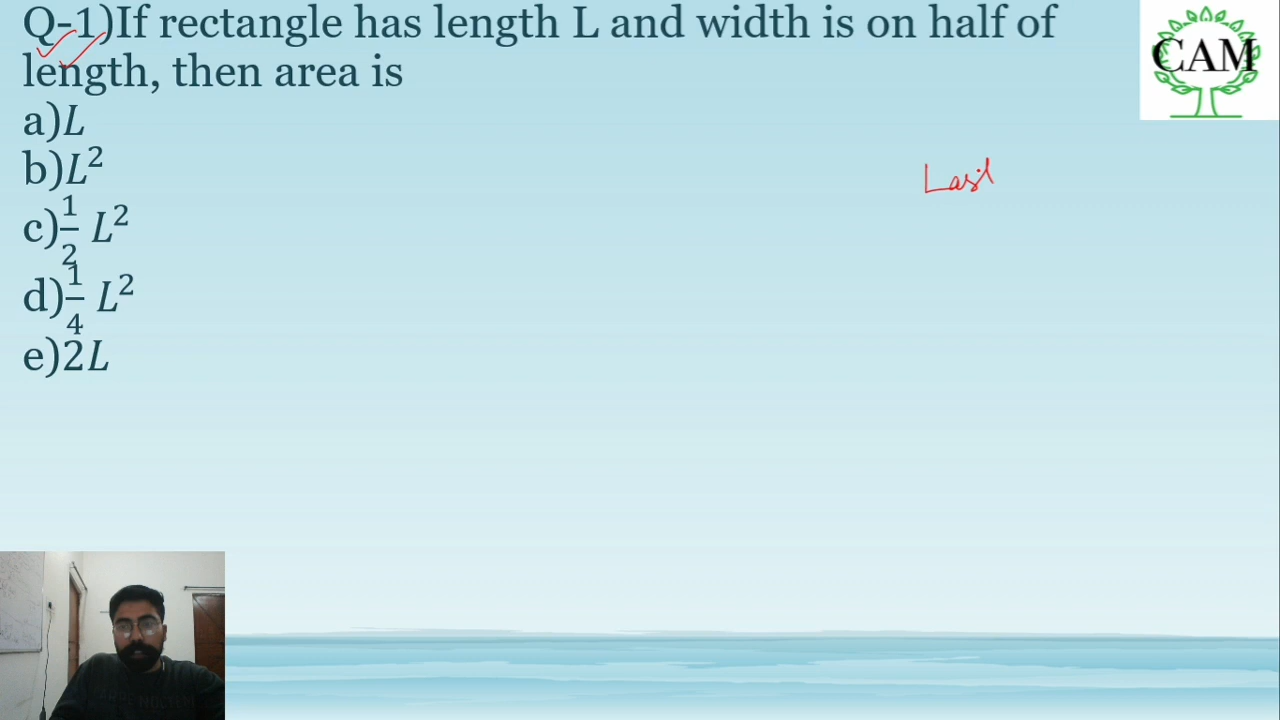 Q-1)If rectangle has length L and width is on half of
length, then area is
a)L
b)L²
c)1/2 L²
d)1/4 L²
e)2L
CAM